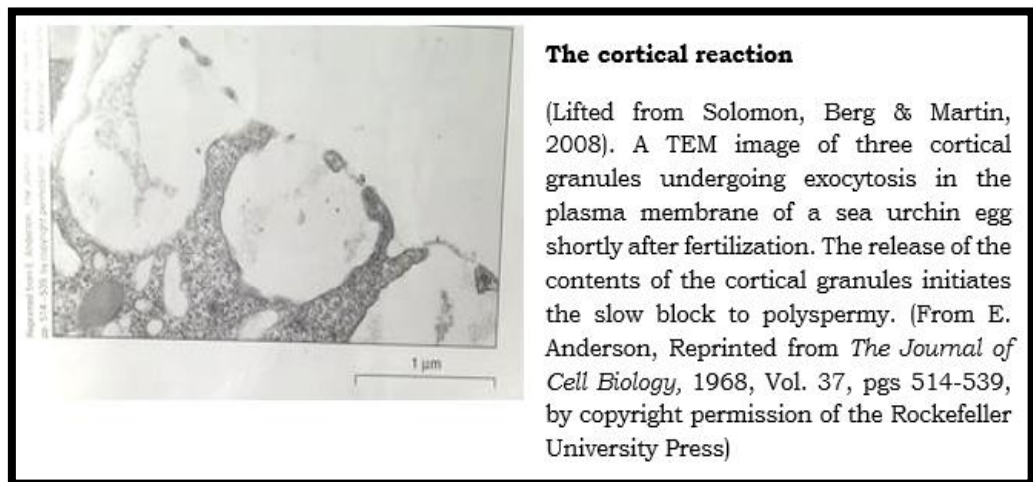 The cortical reaction
(Lifted from Solomon, Berg & Martin,
2008). A TEM image of three cortical
granules undergoing exocytosis in the
plasma membrane of a sea urchin egg
shortly after fertilization. The release of the
contents of the cortical granules initiates
the slow block to polyspermy. (From E.
Anderson, Reprinted from The Journal of
Cell Biology, 1968, Vol. 37, pgs 514-539,
by copyright permission of the Rockefeller
University Press)
1 µm